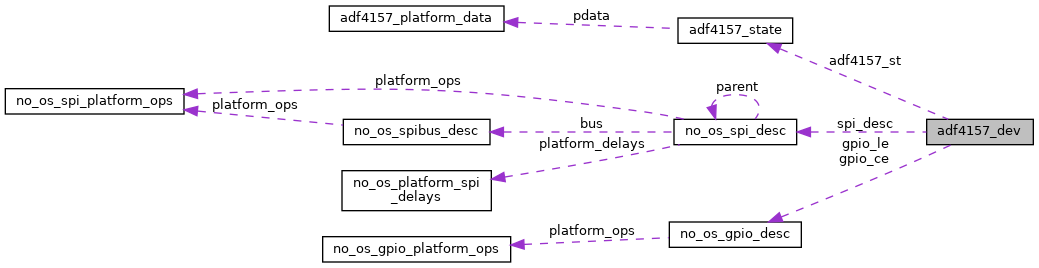 adf4157_platform_data
pdata
adf4157_state
adf4157_st
platform_ops
no_os_spi_platform_ops
platform_ops
parent
no_os_spibus_desc
bus
no_os_spi_desc
spi_desc
adf4157_dev
platform_delays
gpio_le
gpio_ce
no_os_platform_spi
_delays
platform_ops
no_os_gpio_desc
no_os_gpio_platform_ops